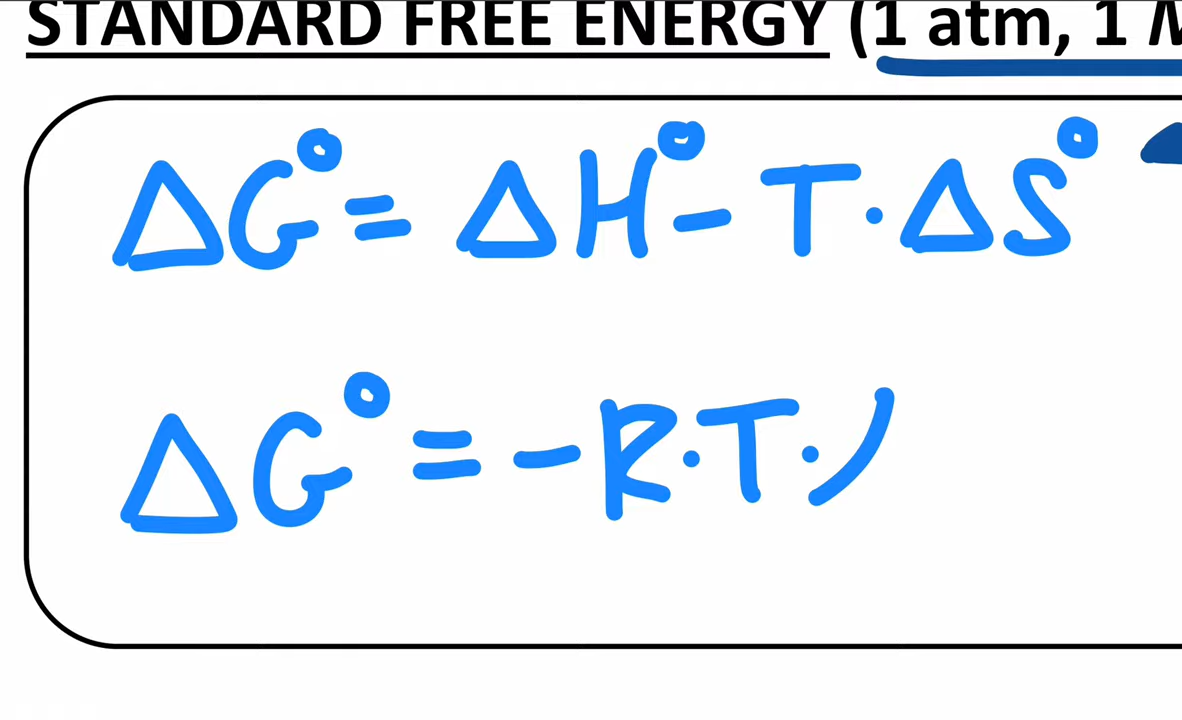 STANDARD FREE ENERGY (1 atm, 1 M
ΔG° = ΔH° - T · ΔS°
ΔG° = - R · T ·